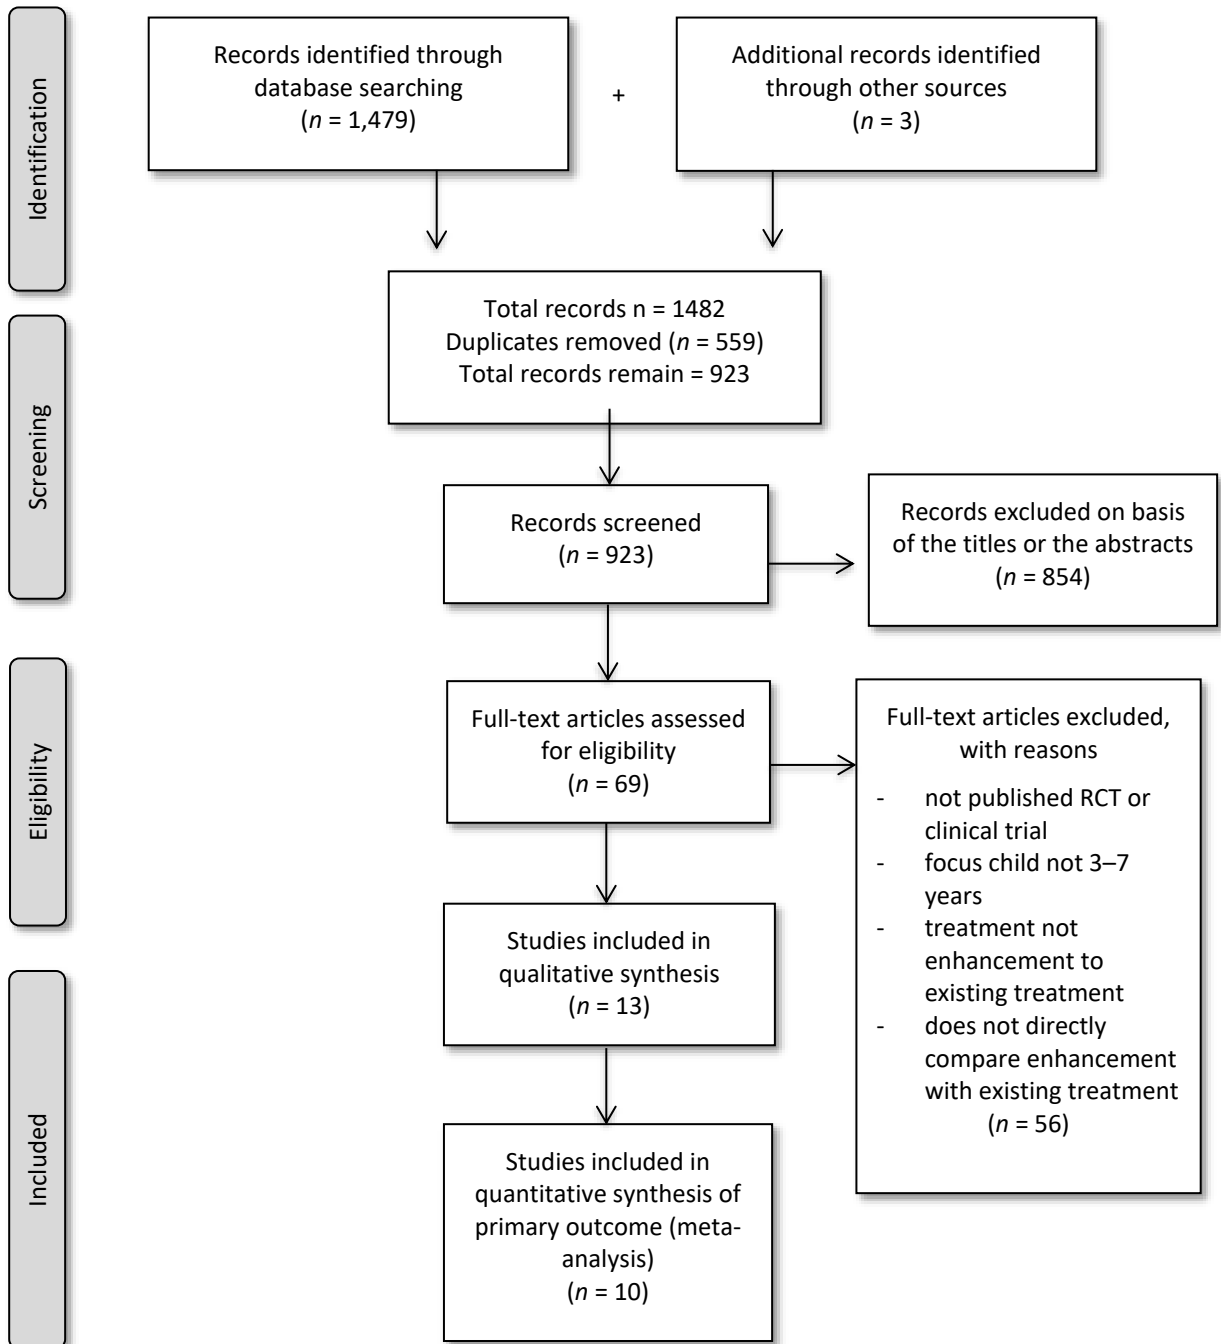 Identification
Records identified through
database searching
(n = 1,479)
+
Additional records identified
through other sources
(n = 3)
Screening
Total records n = 1482
Duplicates removed (n = 559)
Total records remain = 923
Records screened
(n = 923)
Records excluded on basis
of the titles or the abstracts
(n = 854)
Eligibility
Full-text articles assessed
for eligibility
(n = 69)
Full-text articles excluded,
with reasons
- not published RCT or
clinical trial
- focus child not 3–7
years
- treatment not
enhancement to
existing treatment
- does not directly
compare enhancement
with existing treatment
(n = 56)
Studies included in
qualitative synthesis
(n = 13)
Included
Studies included in
quantitative synthesis of
primary outcome (meta-
analysis)
(n = 10)